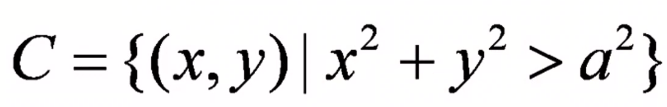 C = {(x, y) | x² + y² > a²}